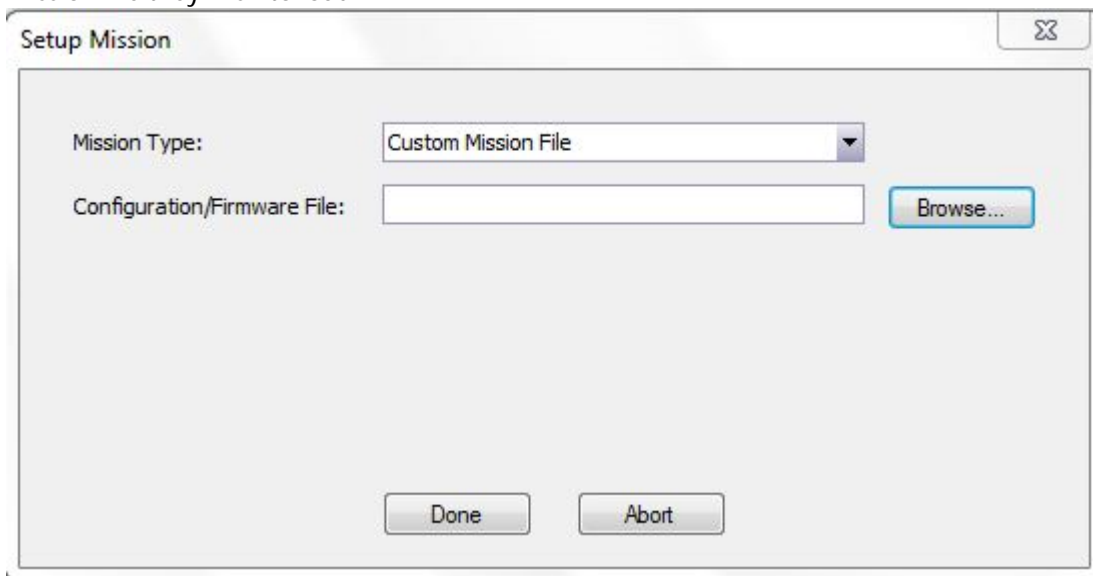 Setup Mission
Mission Type: Custom Mission File
Configuration/Firmware File: Browse...
Done Abort